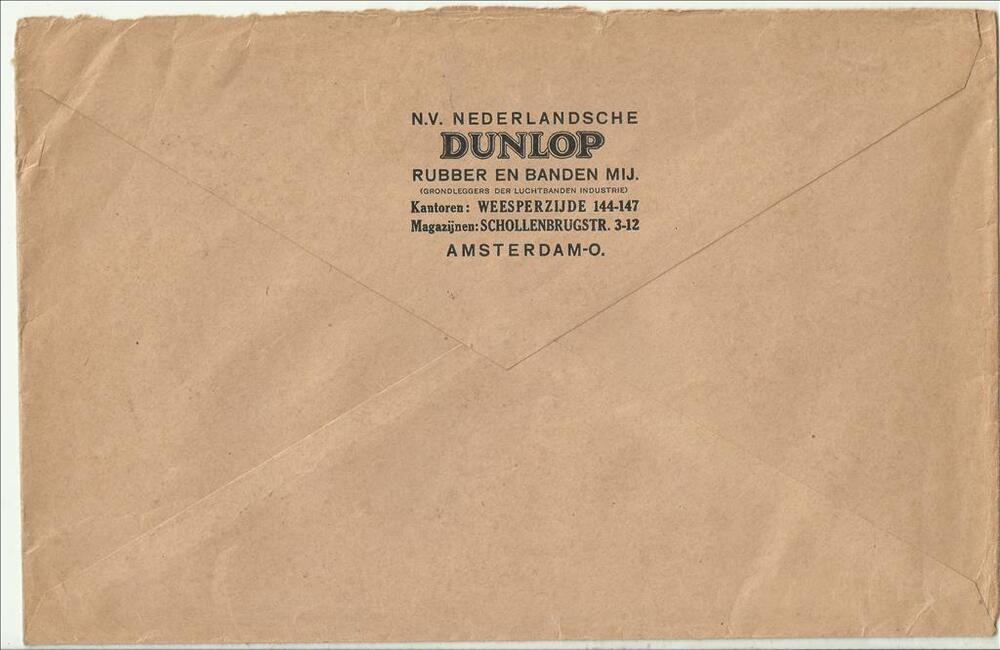 N.V. NEDERLANDSCHE
DUNLOP
RUBBER EN BANDEN MIJ.
(GRONDLEGGERS DER LUCHTBANDEN INDUSTRIE)
Kantoren: WEESPERZIJDE 144-147
Magazijnen: SCHOLLENBRUGSTR. 3-12
AMSTERDAM-O.